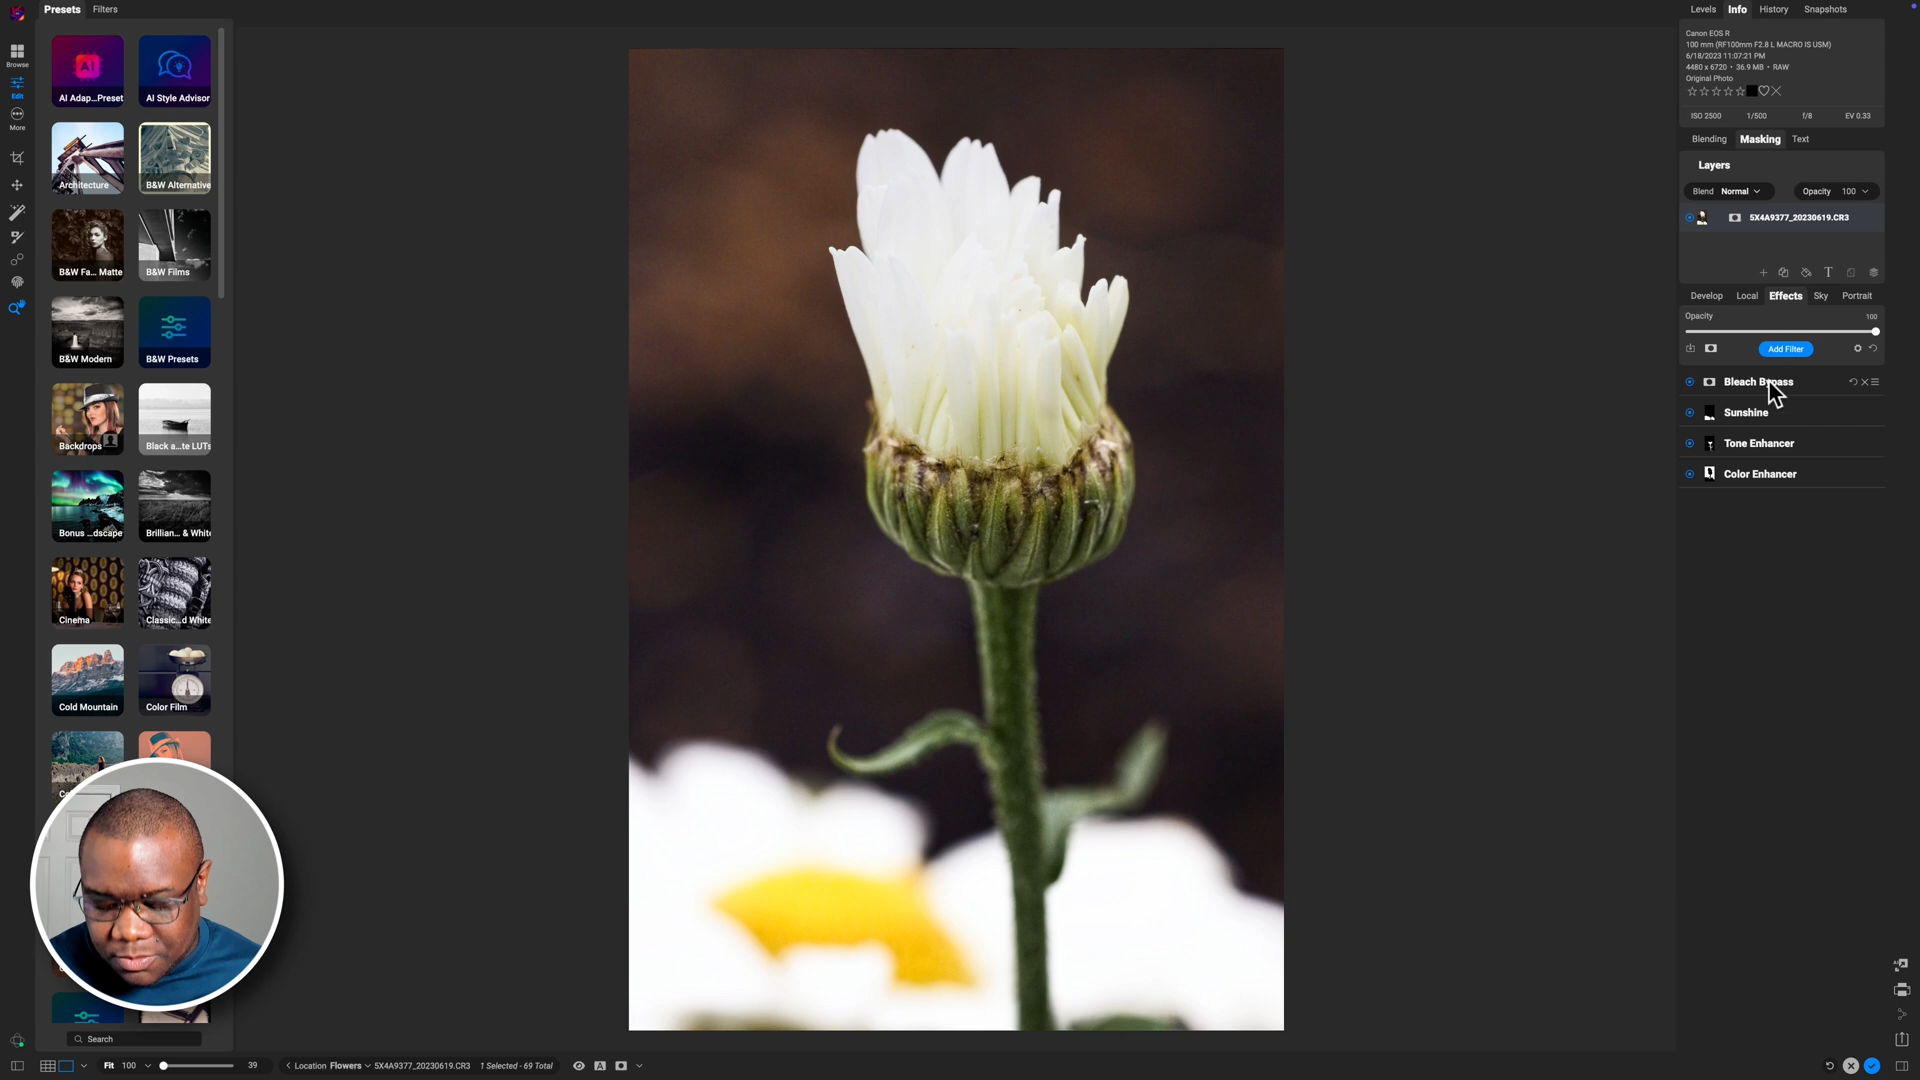 Presets Filters
Levels Info History Snapshots
Canon EOS R
100 mm (RF100mm F2.8 L MACRO IS USM)
6/18/2023 11:07:21 PM
4480 x 6720 • 36.9 MB • RAW
Original Photo
ISO 2500 1/500 f/8 EV 0.33
Blending Masking Text
Layers
Blend Normal Opacity 100
5X4A9377_20230619.CR3
T
Develop Local Effects Sky Portrait
Opacity 100
Add Filter
Bleach Bypass
Sunshine
Tone Enhancer
Color Enhancer
Browse
Edit
More
AI
AI Adap...Preset AI Style Advisor
Architecture B&W Alternative
B&W Fa... Matte B&W Films
B&W Modern B&W Presets
Backdrops Black a...te LUTs
Bonus ...dscape Brillian... & White
Cinema Classic...d White
Cold Mountain Color Film
Search
Fit 100 39 Location Flowers 5X4A9377_20230619.CR3 1 Selected - 69 Total A